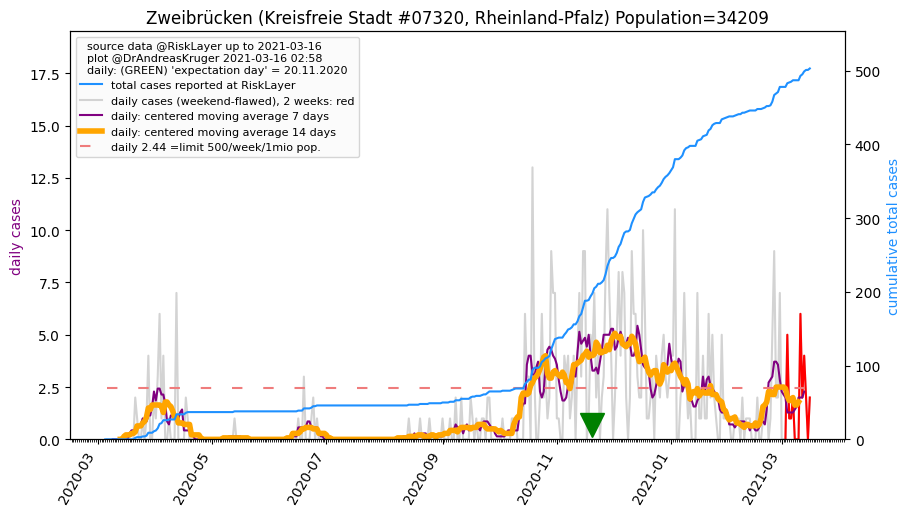 Zweibrücken (Kreisfreie Stadt #07320, Rheinland-Pfalz) Population=34209
source data @RiskLayer up to 2021-03-16
plot @DrAndreasKruger 2021-03-16 02:58
daily: (GREEN) 'expectation day' = 20.11.2020
total cases reported at RiskLayer
daily cases (weekend-flawed), 2 weeks: red
daily: centered moving average 7 days
daily: centered moving average 14 days
daily 2.44 =limit 500/week/1mio pop.
daily cases
17.5
15.0
12.5
10.0
7.5
5.0
2.5
0.0
500
400
300
200
100
0
cumulative total cases
2020-03
2020-05
2020-07
2020-09
2020-11
2021-01
2021-03